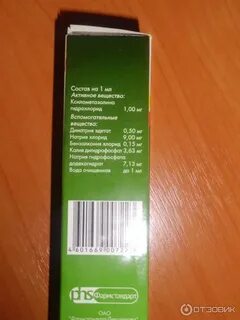 Состав на 1 мл
Активное вещество:
Ксилометазолина
гидрохлорид 1,00 мг
Вспомогательные
вещества:
Динатрия эдетат 0,50 мг
Натрия хлорид 9,00 мг
Бензалкония хлорид 0,15 мг
Калия дигидрофосфат 3,63 мг
Натрия гидрофосфата
додекагидрат 7,13 мг
Вода очищенная до 1 мл
Фармстандарт
ОАО
ОТЗОВИК